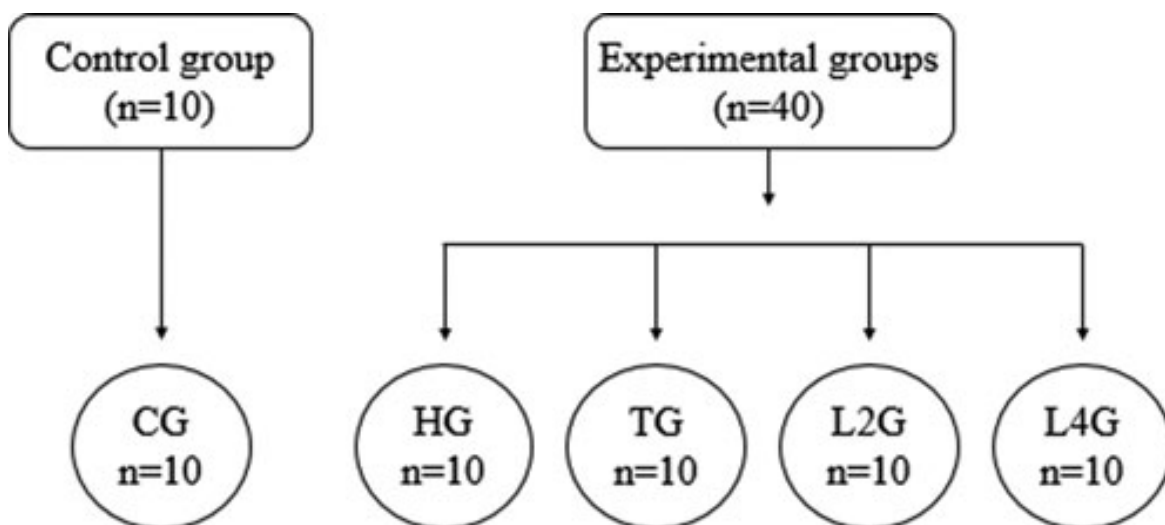 Control group
(n=10)
Experimental groups
(n=40)
CG
n=10
HG
n=10
TG
n=10
L2G
n=10
L4G
n=10